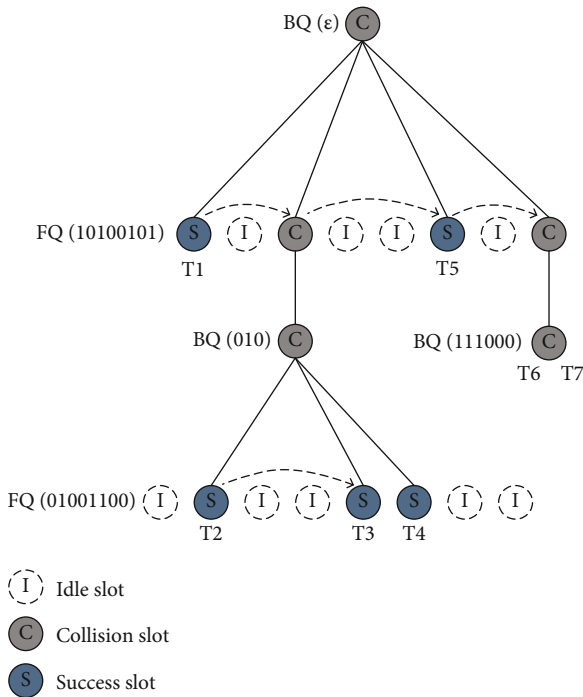 BQ (ε) C
FQ (10100101) S I C I I S I C
T1 T5
BQ (010) C BQ (111000) C
T6 T7
FQ (01001100) I S I I S S I I
T2 T3 T4
I Idle slot
C Collision slot
S Success slot